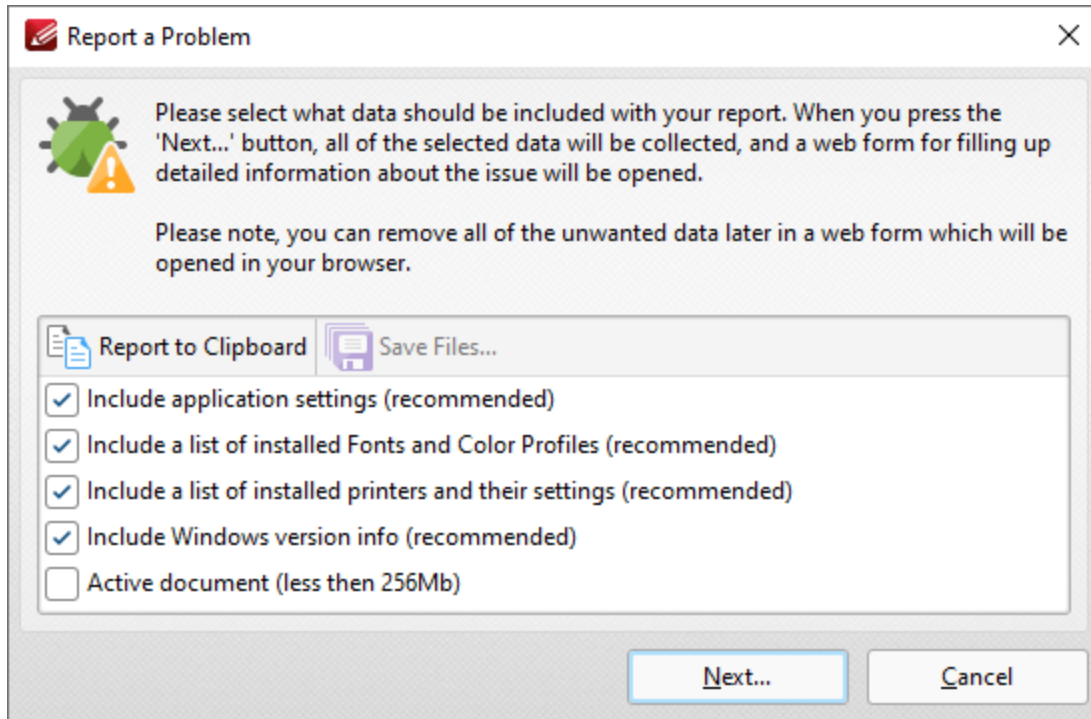 Report a Problem
Please select what data should be included with your report. When you press the
'Next...' button, all of the selected data will be collected, and a web form for filling up
detailed information about the issue will be opened.
Please note, you can remove all of the unwanted data later in a web form which will be
opened in your browser.
Report to Clipboard
Save Files...
Include application settings (recommended)
Include a list of installed Fonts and Color Profiles (recommended)
Include a list of installed printers and their settings (recommended)
Include Windows version info (recommended)
Active document (less then 256Mb)
Next...
Cancel